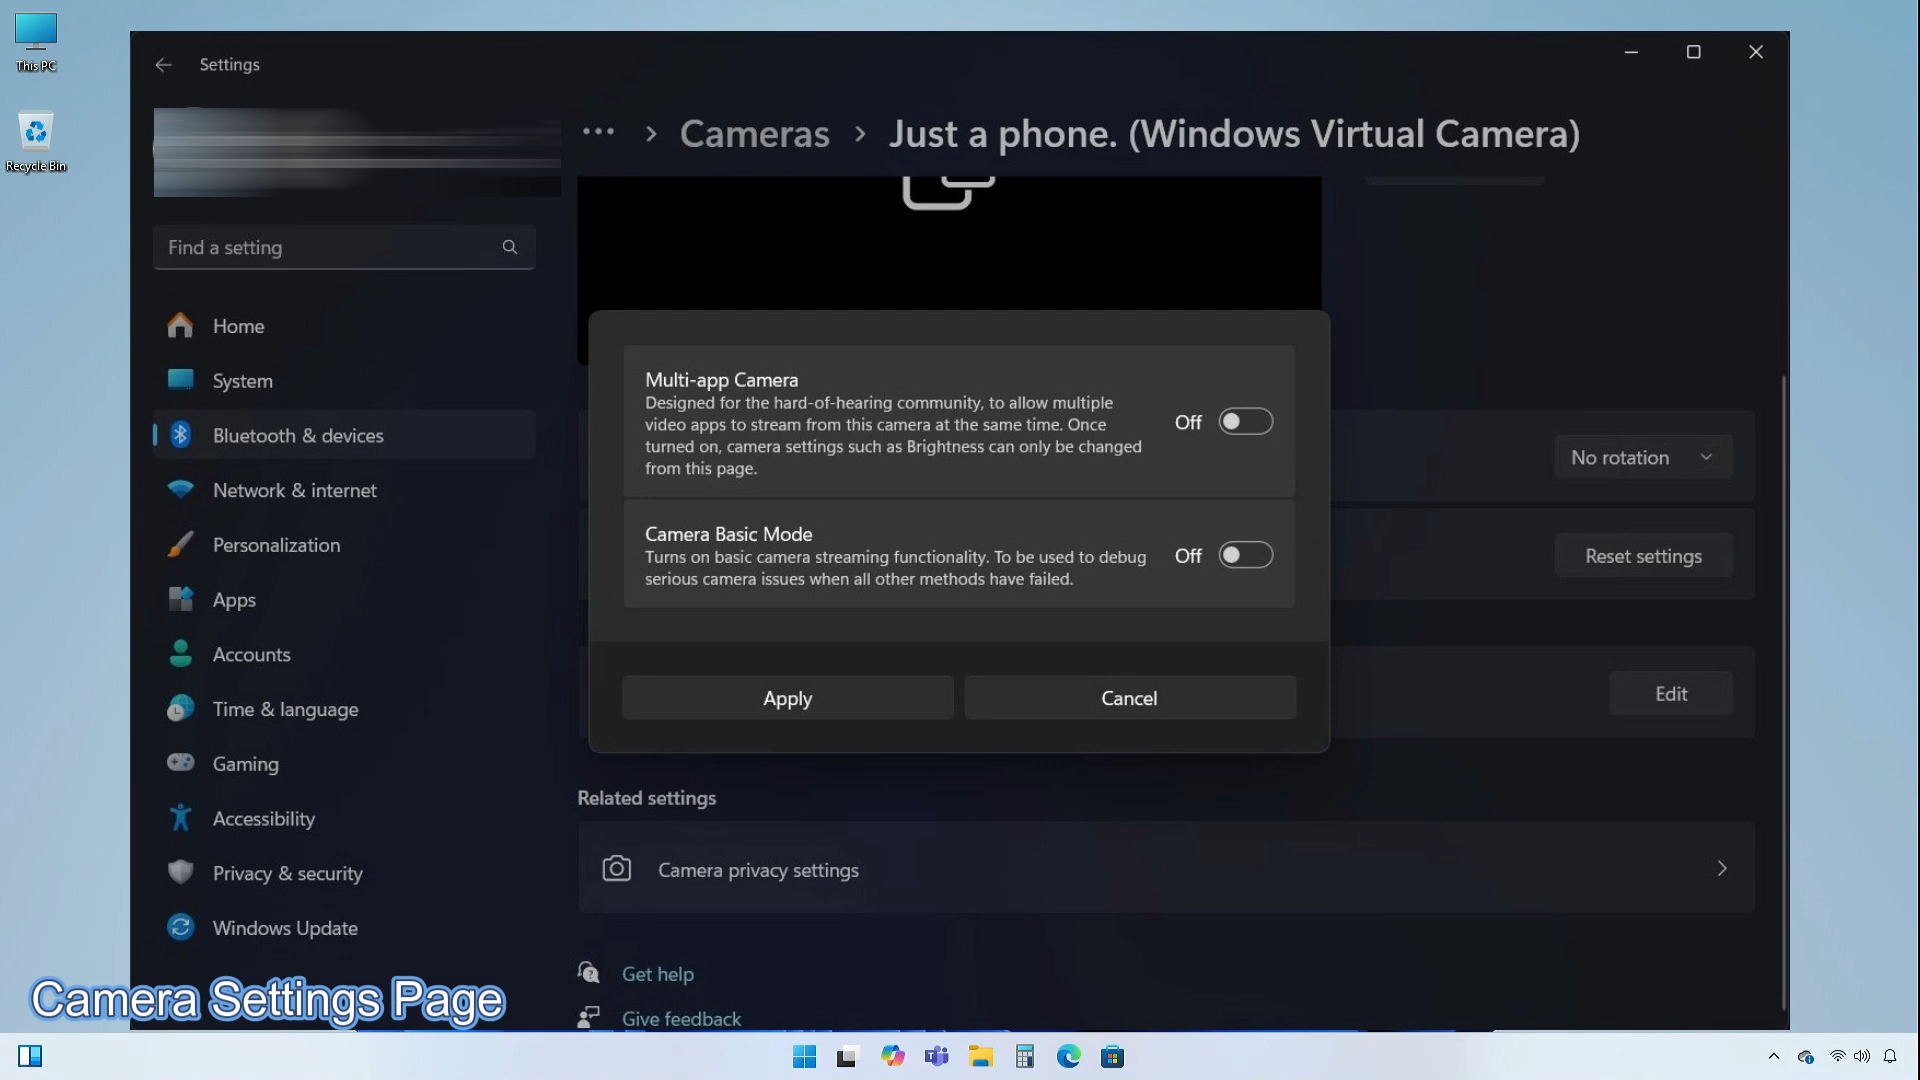 This PC
Recycle Bin
Settings
Cameras
Just a phone. (Windows Virtual Camera)
Find a setting
Home
System
Bluetooth & devices
Network & internet
Personalization
Apps
Accounts
Time & language
Gaming
Accessibility
Privacy & security
Windows Update
Multi-app Camera
Designed for the hard-of-hearing community, to allow multiple
video apps to stream from this camera at the same time. Once
turned on, camera settings such as Brightness can only be changed
from this page.
Off
Camera Basic Mode
Turns on basic camera streaming functionality. To be used to debug
serious camera issues when all other methods have failed.
Off
Apply
Cancel
No rotation
Reset settings
Edit
Related settings
Camera privacy settings
Get help
Give feedback
Camera Settings Page